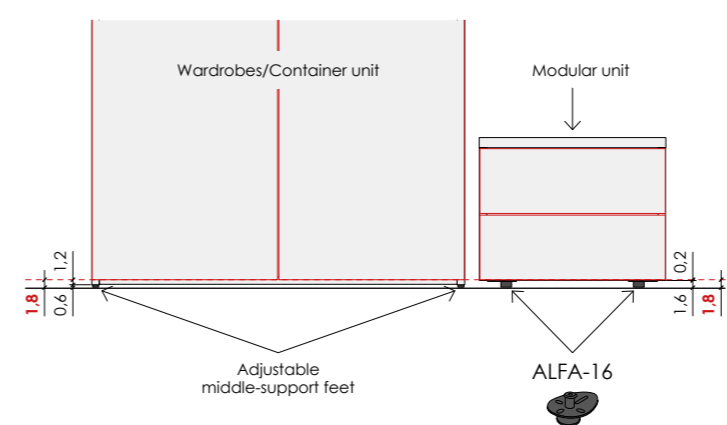 Wardrobes/Container unit
Modular unit
1,2
0,2
1,8
0,6
1,6
1,8
Adjustable
middle-support feet
ALFA-16